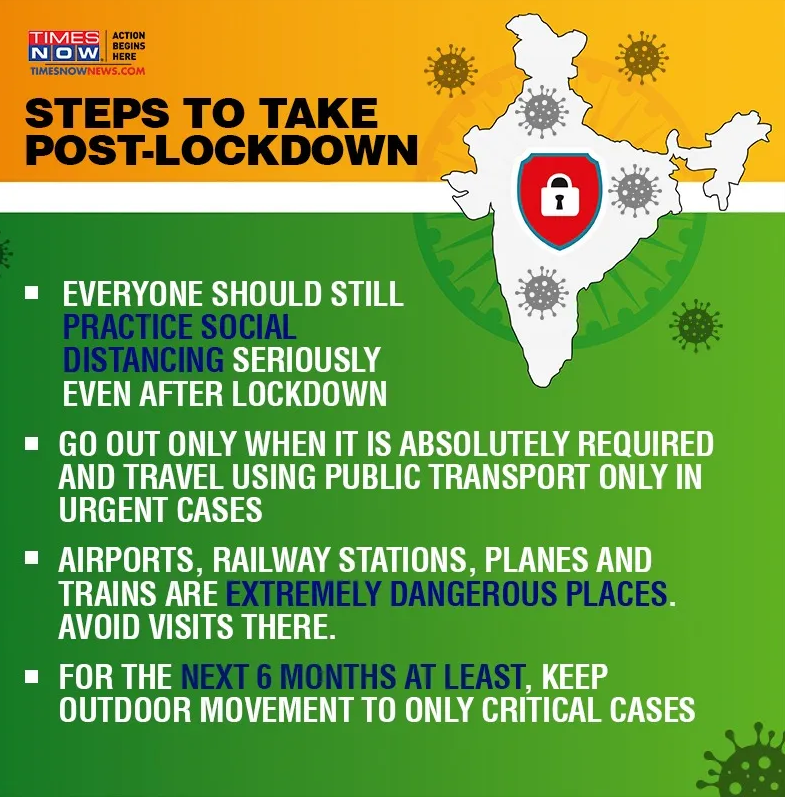 TIMES
NOW
ACTION
BEGINS
HERE
TIMESNOWNEWS.COM
STEPS TO TAKE
POST-LOCKDOWN
EVERYONE SHOULD STILL
PRACTICE SOCIAL
DISTANCING SERIOUSLY
EVEN AFTER LOCKDOWN
GO OUT ONLY WHEN IT IS ABSOLUTELY REQUIRED
AND TRAVEL USING PUBLIC TRANSPORT ONLY IN
URGENT CASES
AIRPORTS, RAILWAY STATIONS, PLANES AND
TRAINS ARE EXTREMELY DANGEROUS PLACES.
AVOID VISITS THERE.
FOR THE NEXT 6 MONTHS AT LEAST, KEEP
OUTDOOR MOVEMENT TO ONLY CRITICAL CASES